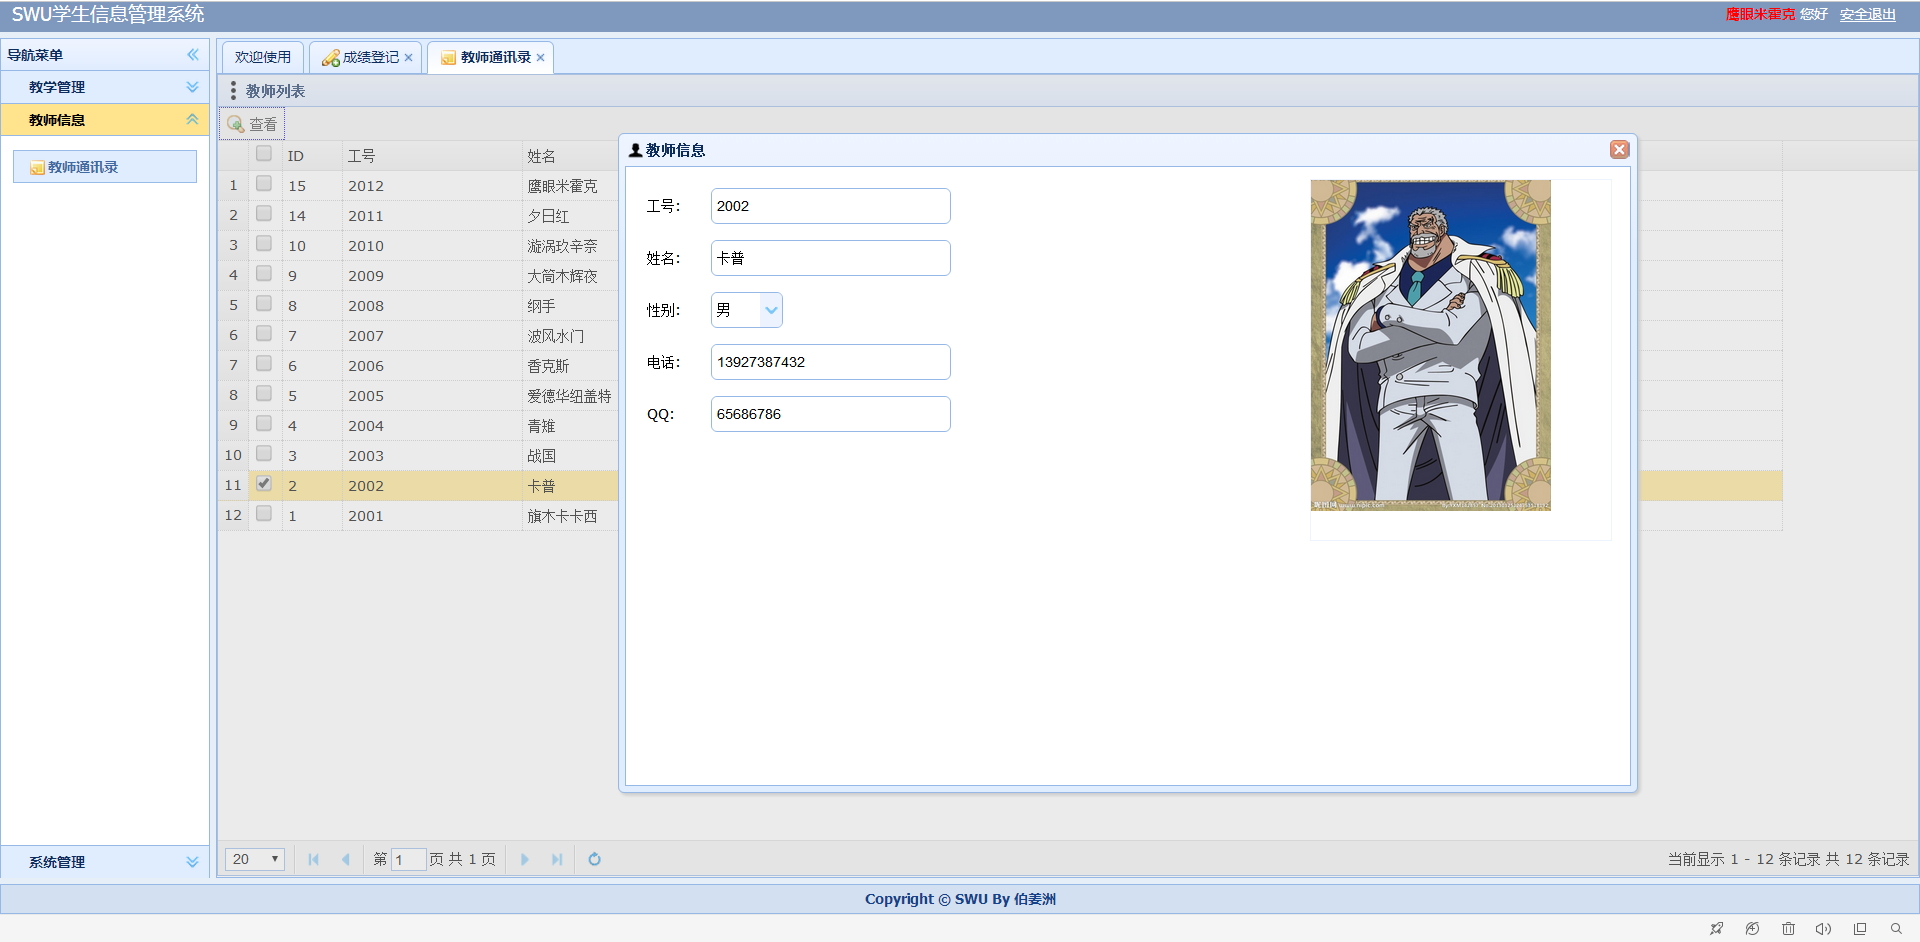 SWU学生信息管理系统
鹰眼米霍克 您好 安全退出
导航菜单
教学管理
教师信息
教师通讯录
系统管理
欢迎使用
成绩登记
教师通讯录
教师列表
查看
ID 工号 姓名
1 15 2012 鹰眼米霍克
2 14 2011 夕日红
3 10 2010 漩涡玖辛奈
4 9 2009 大筒木辉夜
5 8 2008 纲手
6 7 2007 波风水门
7 6 2006 香克斯
8 5 2005 爱德华纽盖特
9 4 2004 青雉
10 3 2003 战国
11 2 2002 卡普
12 1 2001 旗木卡卡西
教师信息
工号: 2002
姓名: 卡普
性别: 男
电话: 13927387432
QQ: 65686786
20 第 1 页 共 1 页
当前显示 1 - 12 条记录 共 12 条记录
Copyright © SWU By 伯姜洲